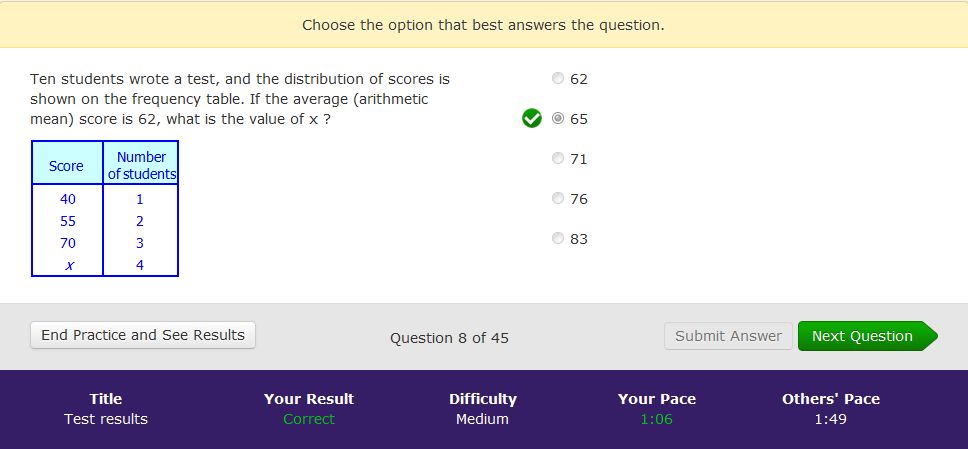 Choose the option that best answers the question.
Ten students wrote a test, and the distribution of scores is
shown on the frequency table. If the average (arithmetic
mean) score is 62, what is the value of x ?
Score Number
of students
40 1
55 2
70 3
x 4
62
65
71
76
83
End Practice and See Results Question 8 of 45 Submit Answer Next Question
Title Your Result Difficulty Your Pace Others' Pace
Test results Correct Medium 1:06 1:49